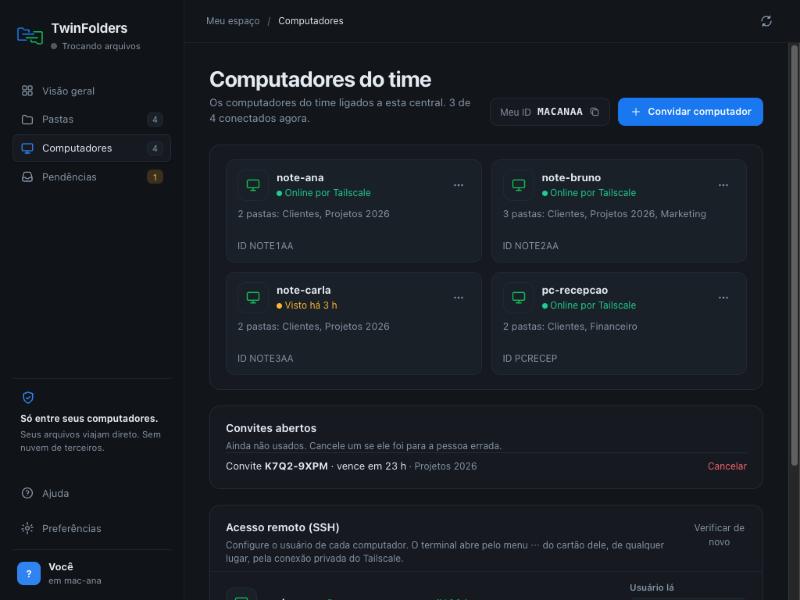 TwinFolders
Trocando arquivos
Visão geral
Pastas 4
Computadores 4
Pendências 1
Só entre seus computadores.
Seus arquivos viajam direto. Sem
nuvem de terceiros.
Ajuda
Preferências
?
Você
em mac-ana
Meu espaço / Computadores
Computadores do time
Os computadores do time ligados a esta central. 3 de
4 conectados agora.
Meu ID MACANAA
+ Convidar computador
note-ana
Online por Tailscale
2 pastas: Clientes, Projetos 2026
ID NOTE1AA
note-bruno
Online por Tailscale
3 pastas: Clientes, Projetos 2026, Marketing
ID NOTE2AA
note-carla
Visto há 3 h
2 pastas: Clientes, Projetos 2026
ID NOTE3AA
pc-recepcao
Online por Tailscale
2 pastas: Clientes, Financeiro
ID PCRECEP
Convites abertos
Ainda não usados. Cancele um se ele foi para a pessoa errada.
Convite K7Q2-9XPM · vence em 23 h · Projetos 2026
Cancelar
Acesso remoto (SSH)
Configure o usuário de cada computador. O terminal abre pelo menu ··· do cartão dele, de qualquer
lugar, pela conexão privada do Tailscale.
Verificar de
novo
Usuário lá